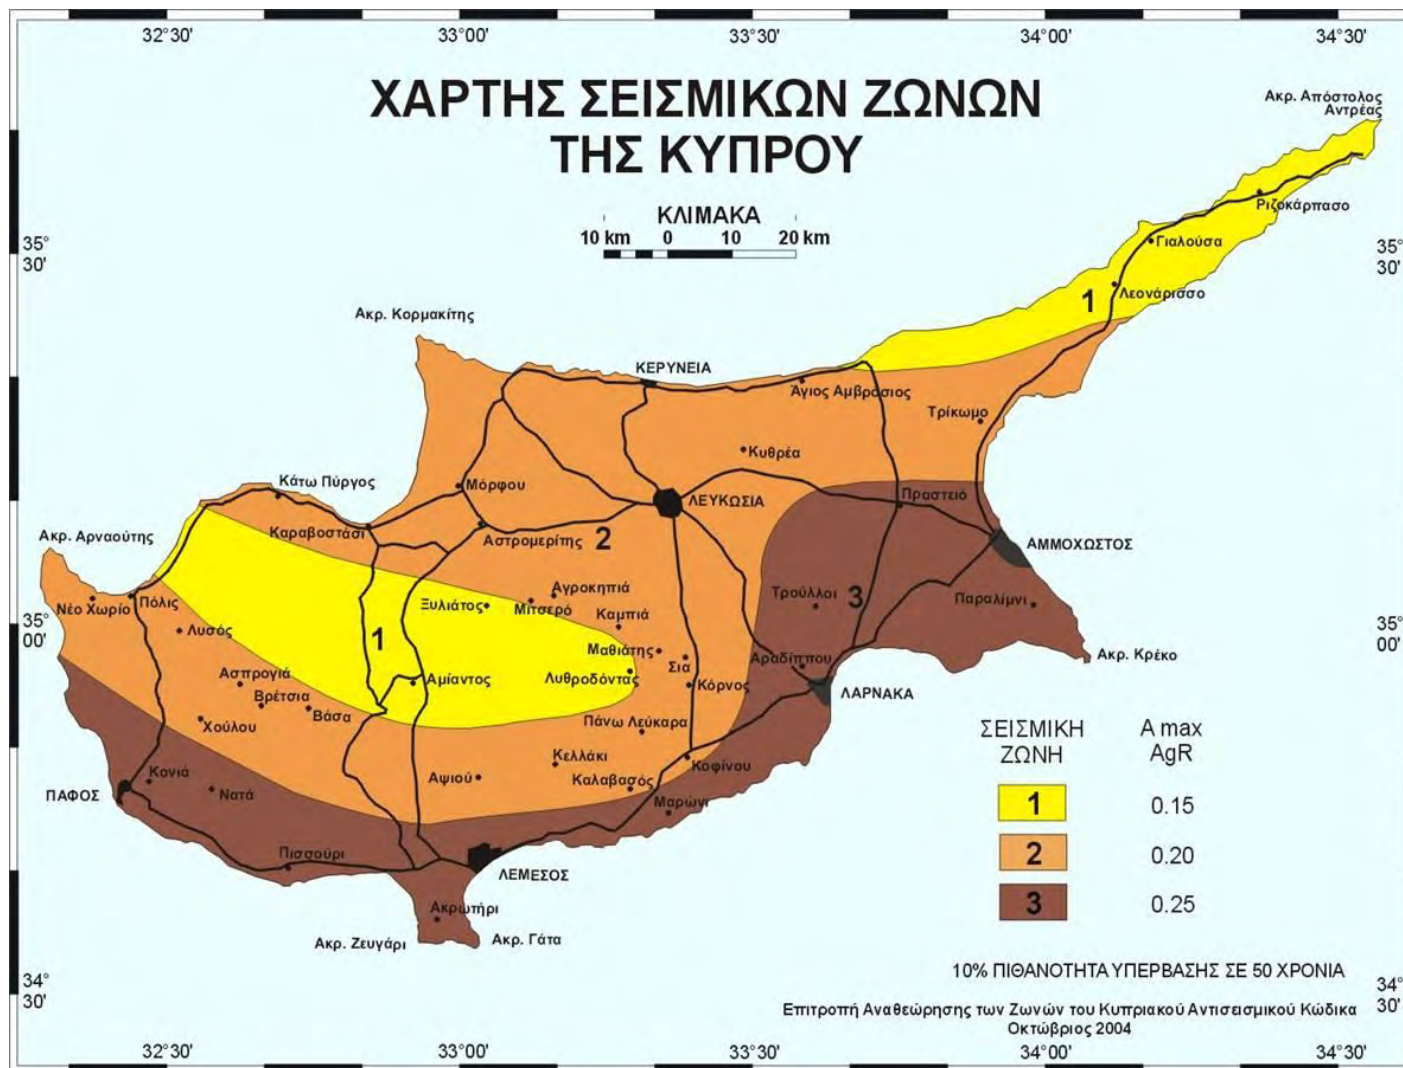 32°30' 33°00' 33°30' 34°00' 34°30'
ΧΑΡΤΗΣ ΣΕΙΣΜΙΚΩΝ ΖΩΝΩΝ
ΤΗΣ ΚΥΠΡΟΥ
Ακρ. Απόστολος
Αντρέας
ΚΛΙΜΑΚΑ
10 km 0 10 20 km
Ριζοκάρπασο
35°
30'
35°
30'
Γιαλούσα
Λεονάρισσο
1
Ακρ. Κορμακίτης
ΚΕΡΥΝΕΙΑ
Άγιος Αμβρόσιος
Τρίκωμο
Κυθρέα
Κάτω Πύργος
Μόρφου
ΛΕΥΚΩΣΙΑ
Πραστειό
Ακρ. Αρναούτης
Καραβοστάσι
Αστρομερίτης
2
ΑΜΜΟΧΩΣΤΟΣ
Νέο Χωρίο
Πόλις
Ξυλιάτος
Μιτσερό
Αγροκηπιά
Καμπιά
Τρούλλοι
3
Παραλίμνι
35°
00'
35°
00'
Λυσός
1
Μαθιάτης
Σια
Αραδίππου
Ακρ. Κρέκο
Ασπρογιά
Αμίαντος
Λυθροδόντας
Κόρνος
ΛΑΡΝΑΚΑ
Βρέτσια
Βάσα
Χούλου
Πάνω Λεύκαρα
Κελλάκι
Κοφίνου
Κονιά
Αψιού
Καλαβασός
ΠΑΦΟΣ
Νατά
Μαρώνι
Πισσούρι
ΛΕΜΕΣΟΣ
Ακρωτήρι
Ακρ. Ζευγάρι
Ακρ. Γάτα
ΣΕΙΣΜΙΚΗ
ΖΩΝΗ
A max
AgR
1 0.15
2 0.20
3 0.25
10% ΠΙΘΑΝΟΤΗΤΑ ΥΠΕΡΒΑΣΗΣ ΣΕ 50 ΧΡΟΝΙΑ
34°
30'
34°
30'
Επιτροπή Αναθεώρησης των Ζωνών του Κυπριακού Αντισεισμικού Κώδικα
Οκτώβριος 2004
32°30' 33°00' 33°30' 34°00' 34°30'